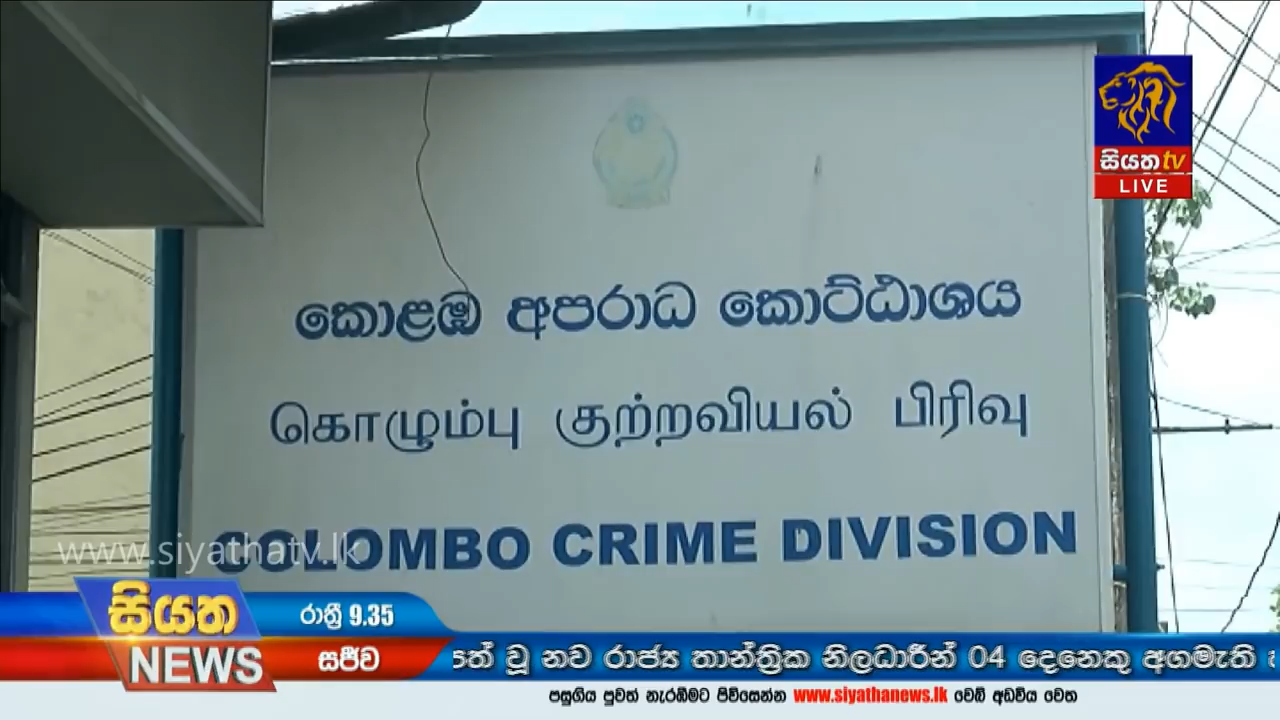 සියත tv
LIVE
කොළඹ අපරාධ කොට්ඨාශය
கொழும்பு குற்றவியல் பிரிவு
COLOMBO CRIME DIVISION
www.siyathatv.lk
සියත
NEWS
රාත්‍රී 9.35
සජීව
වූ නව රාජ්‍ය තාන්ත්‍රික නිලධාරීන් 04 දෙනෙකු අගමැති
පසුගිය පුවත් නැරඹීමට පිවිසෙන්න www.siyathanews.lk වෙබ් අඩවිය වෙත